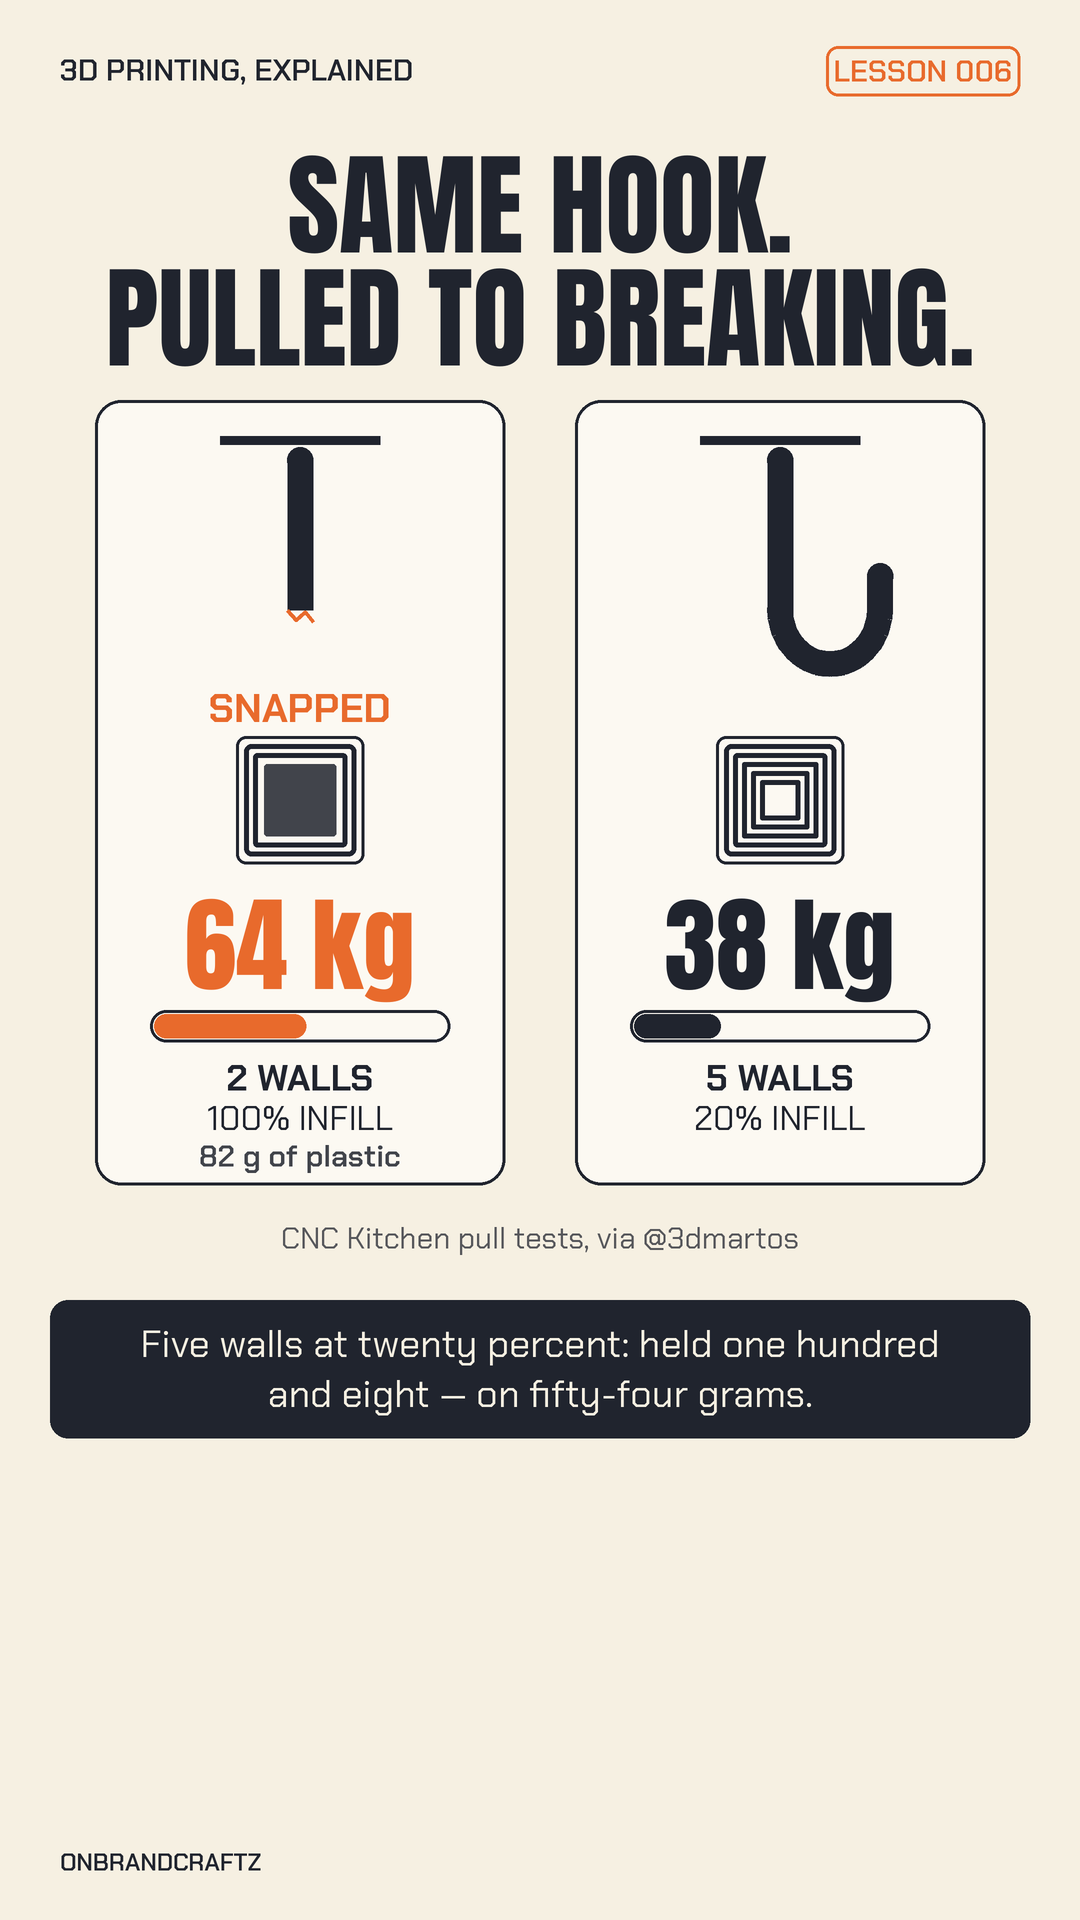 3D PRINTING, EXPLAINED
LESSON 006
SAME HOOK.
PULLED TO BREAKING.
SNAPPED
64 kg
2 WALLS
100% INFILL
82 g of plastic
38 kg
5 WALLS
20% INFILL
CNC Kitchen pull tests, via @3dmartos
Five walls at twenty percent: held one hundred
and eight — on fifty-four grams.
ONBRANDCRAFTZ